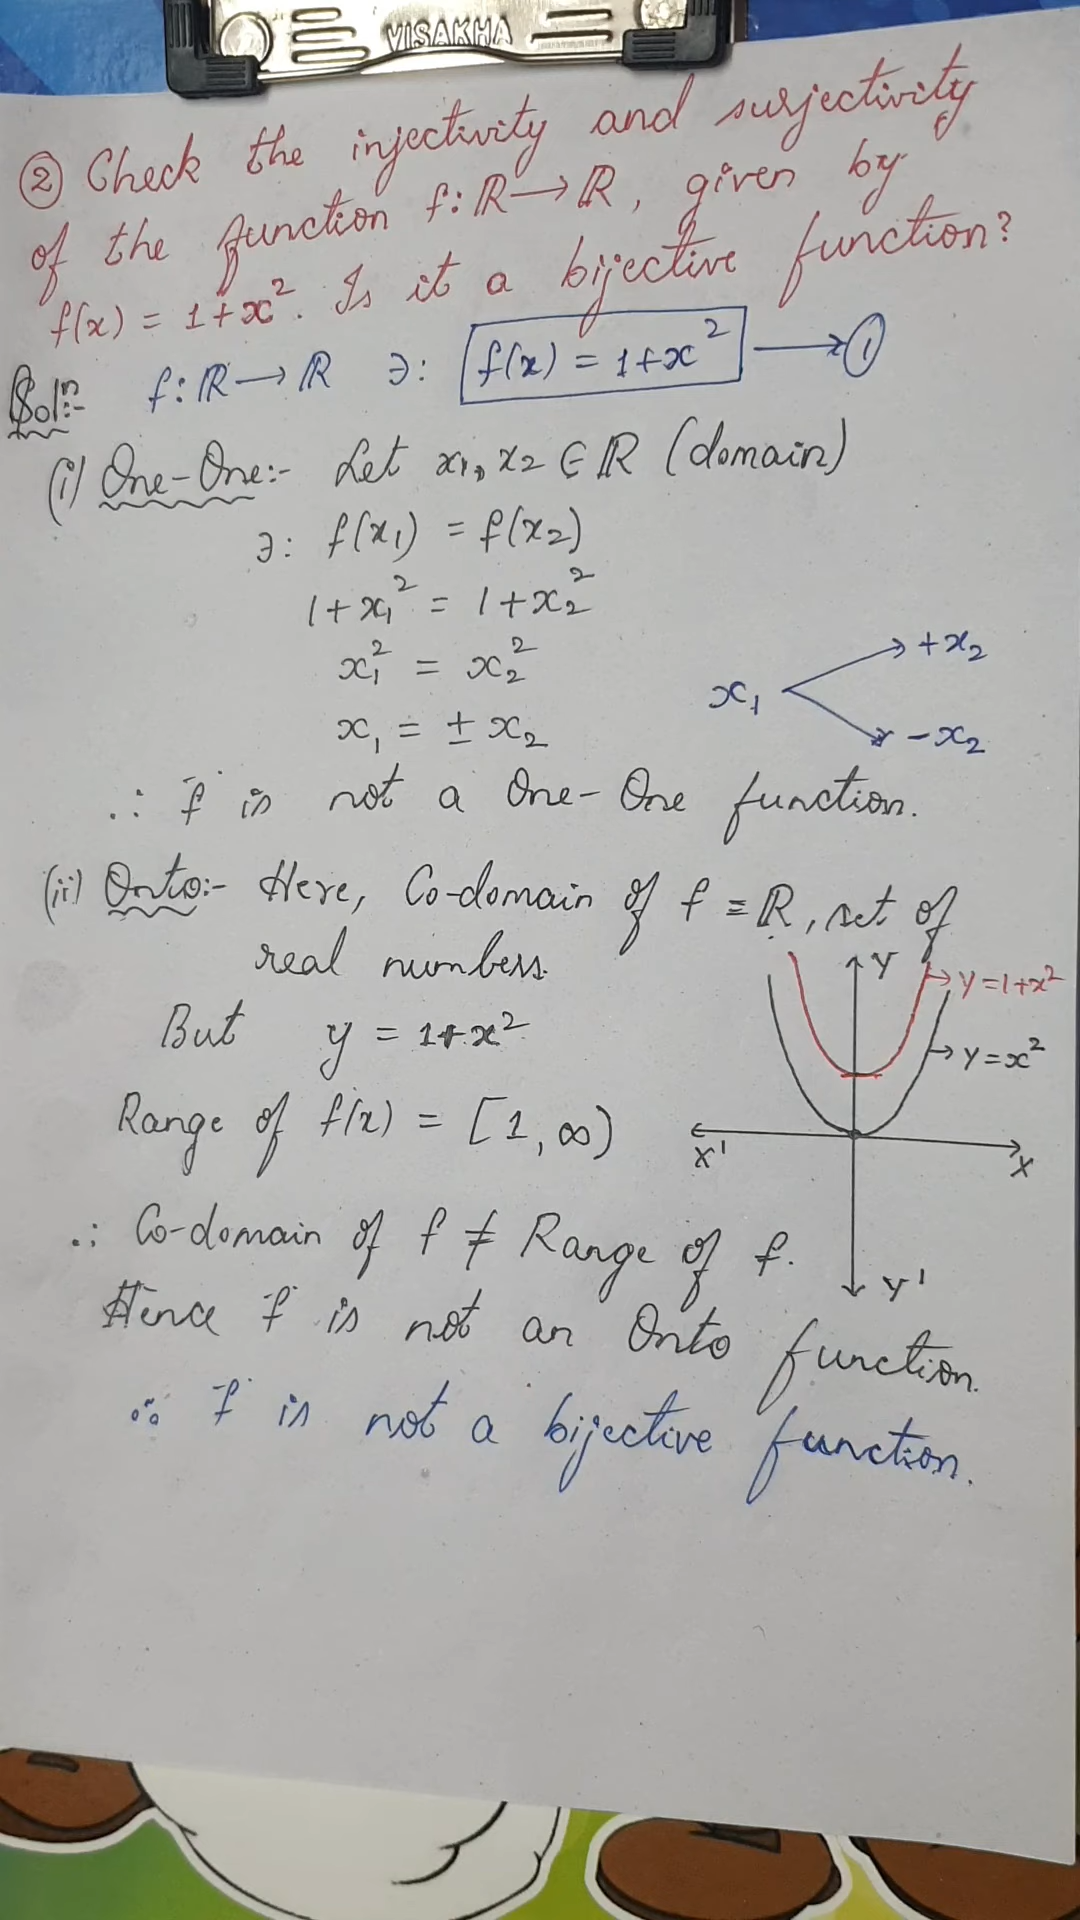 VISAKHA
② Check the injectivity and surjectivity
of the function f: ℝ→ℝ, given by
f(x) = 1+x². Is it a bijective function?
Solⁿ:- f: ℝ→ℝ ∋: f(x) = 1+x² → ①
(i) One-One:- Let x₁, x₂ ∈ ℝ (domain)
∋: f(x₁) = f(x₂)
1+x₁² = 1+x₂²
x₁² = x₂²
x₁ = ± x₂
x₁ +x₂
-x₂
∴ f is not a One-One function.
(ii) Onto:- Here, Co-domain of f = ℝ, set of
real numbers.
But y = 1+x²
Range of f(x) = [1, ∞)
Y
y = 1+x²
y = x²
X'
X
Y'
∴ Co-domain of f ≠ Range of f.
Hence f is not an Onto function.
∴ f is not a bijective function.